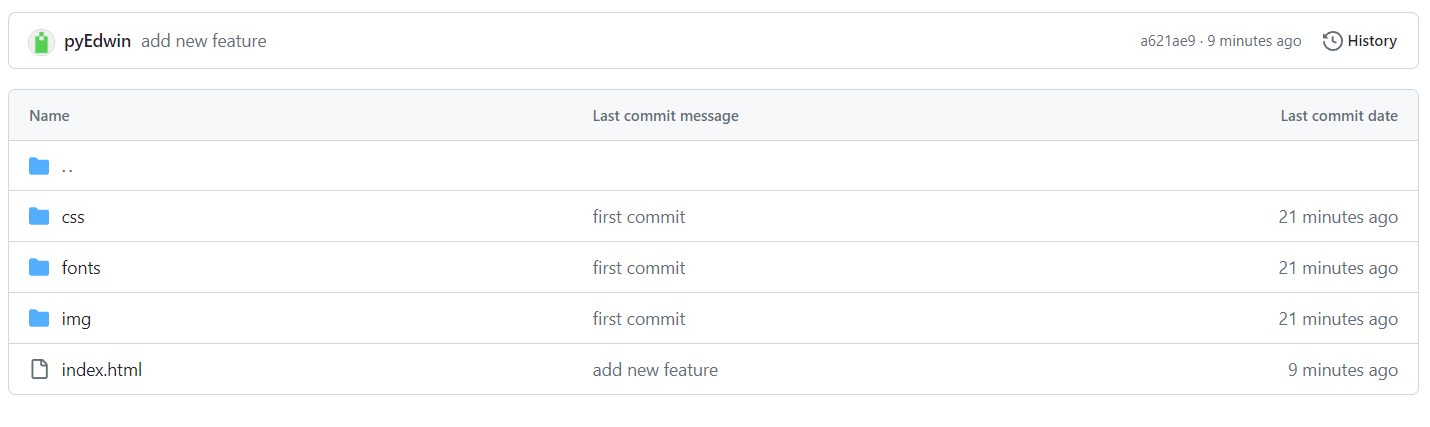 pyEdwin add new feature a621ae9 · 9 minutes ago History
Name Last commit message Last commit date
..
css first commit 21 minutes ago
fonts first commit 21 minutes ago
img first commit 21 minutes ago
index.html add new feature 9 minutes ago